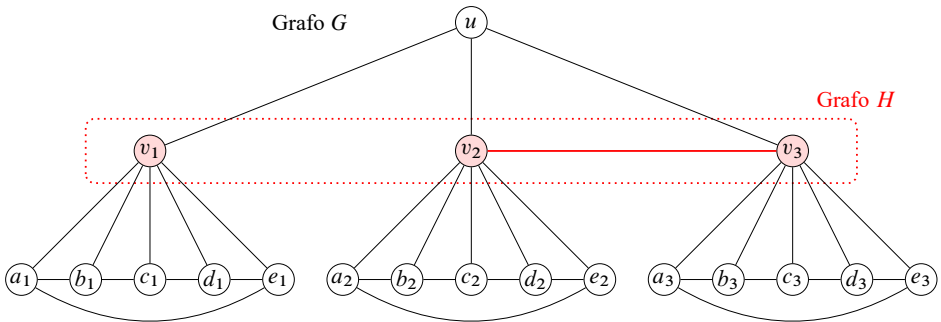 Grafo G
u
Grafo H
v₁ v₂ v₃
a₁ b₁ c₁ d₁ e₁ a₂ b₂ c₂ d₂ e₂ a₃ b₃ c₃ d₃ e₃